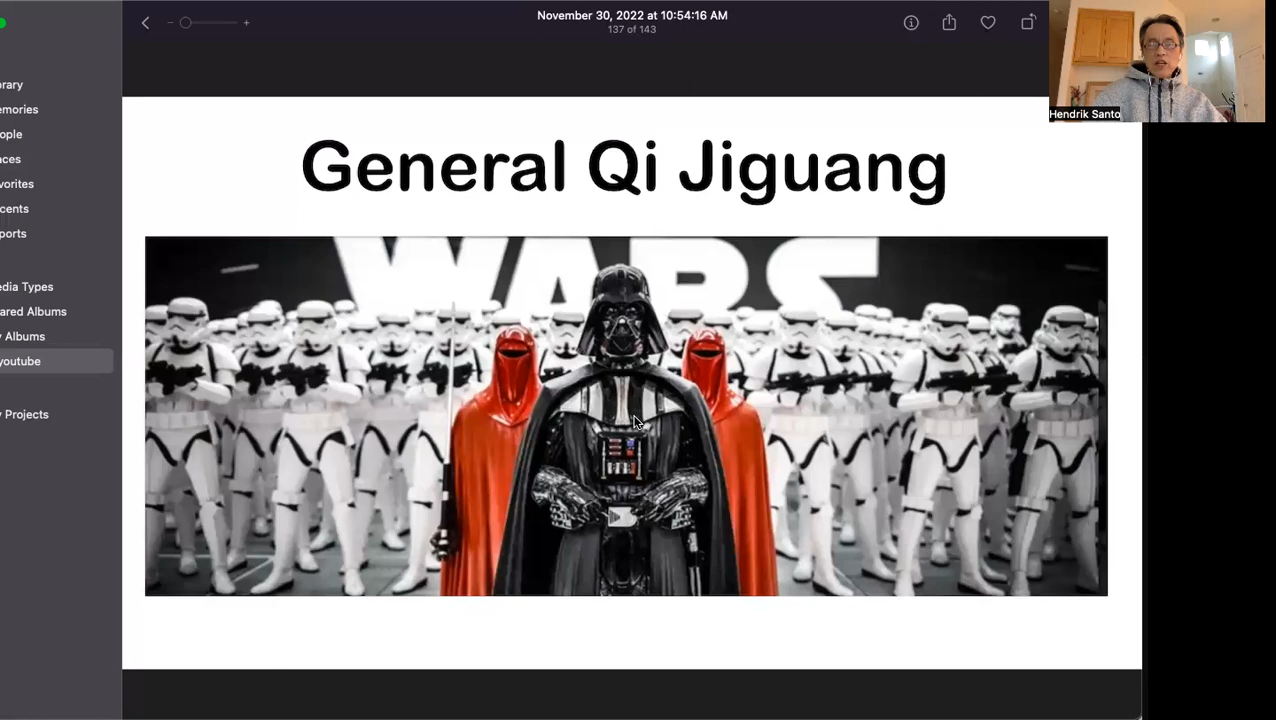 November 30, 2022 at 10:54:16 AM
137 of 143
brary
emories
ople
aces
vorites
cents
ports
edia Types
ared Albums
y Albums
youtube
y Projects
General Qi Jiguang
WARS
Hendrik Santo